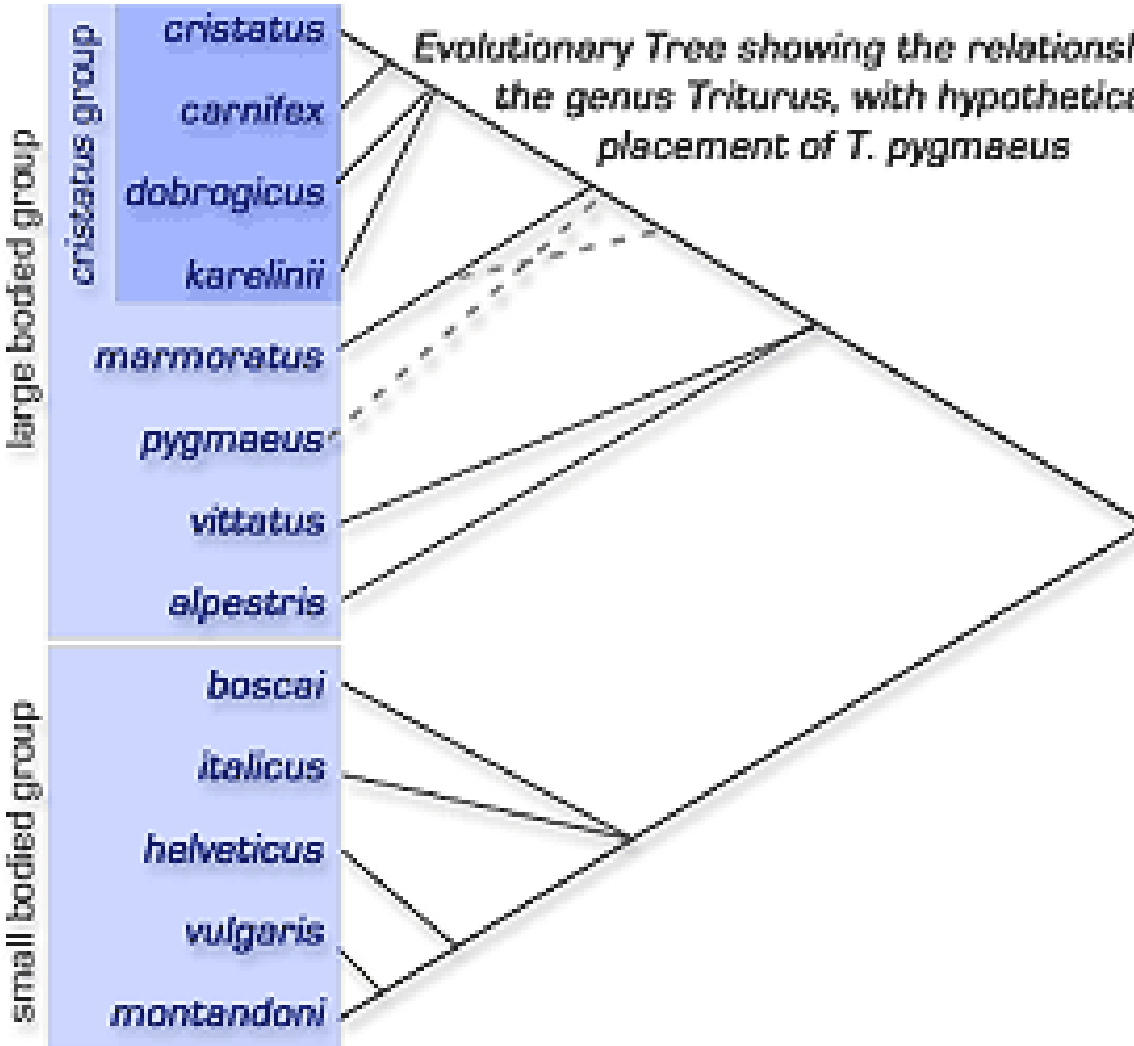 Evolutionary Tree showing the relationsh
the genus Triturus, with hypothetica
placement of T. pygmaeus
large bodied group
cristatus group
cristatus
carnifex
dobrogicus
karelinii
marmoratus
pygmaeus
vittatus
alpestris
small bodied group
boscai
italicus
helveticus
vulgaris
montandoni